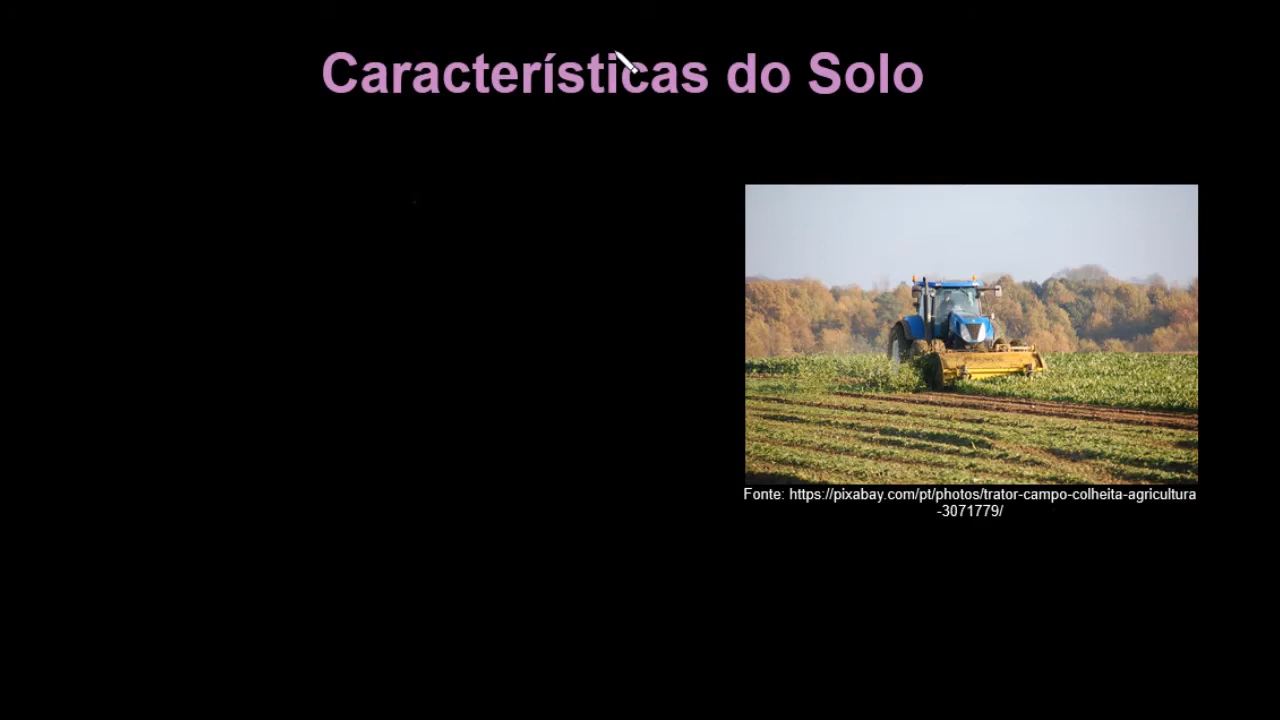 Características do Solo
Fonte: https://pixabay.com/pt/photos/trator-campo-colheita-agricultura
-3071779/